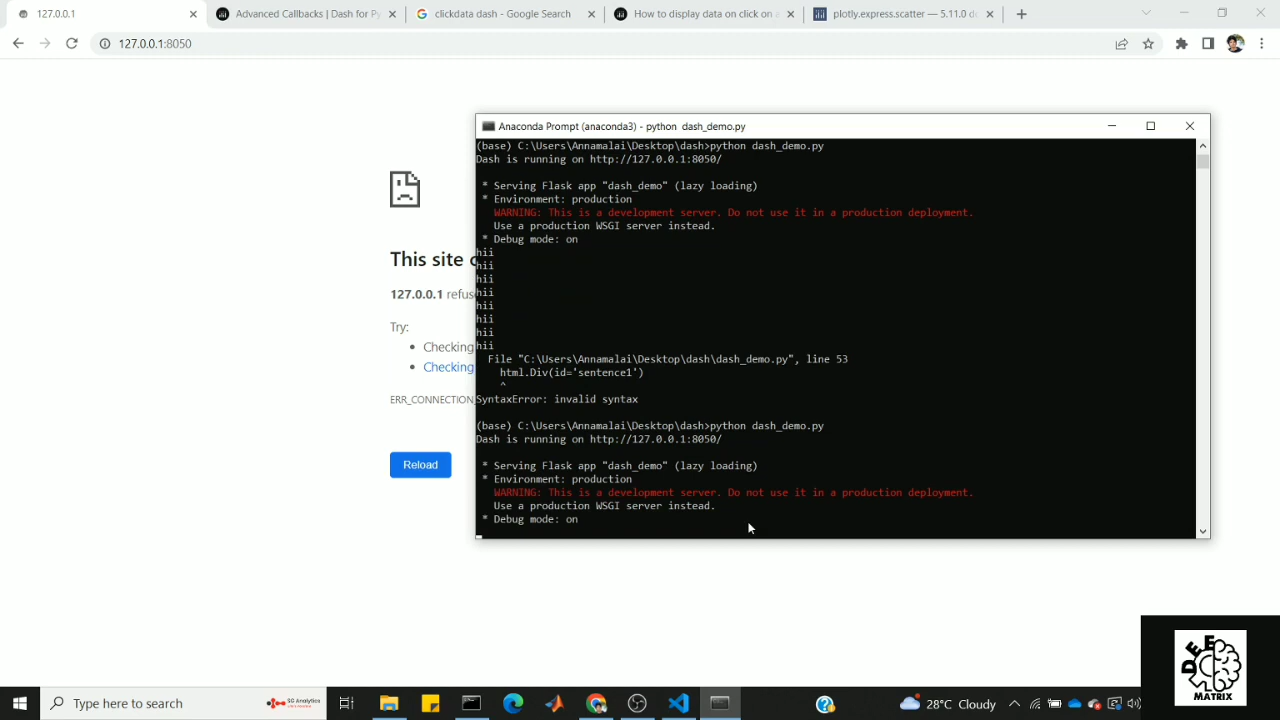 127.0.0.1
Advanced Callbacks | Dash for Py
clickdata dash - Google Search
How to display data on click on a
plotly.express.scatter — 5.11.0 d
127.0.0.1:8050
This site c
127.0.0.1 refus
Try:
Checking
Checking
ERR_CONNECTION_
Reload
Anaconda Prompt (anaconda3) - python  dash_demo.py
(base) C:\Users\Annamalai\Desktop\dash>python dash_demo.py
Dash is running on http://127.0.0.1:8050/
* Serving Flask app "dash_demo" (lazy loading)
* Environment: production
WARNING: This is a development server. Do not use it in a production deployment.
Use a production WSGI server instead.
* Debug mode: on
hii
hii
hii
hii
hii
hii
hii
hii
File "C:\Users\Annamalai\Desktop\dash\dash_demo.py", line 53
html.Div(id='sentence1')
^
SyntaxError: invalid syntax
(base) C:\Users\Annamalai\Desktop\dash>python dash_demo.py
Dash is running on http://127.0.0.1:8050/
* Serving Flask app "dash_demo" (lazy loading)
* Environment: production
WARNING: This is a development server. Do not use it in a production deployment.
Use a production WSGI server instead.
* Debug mode: on
DEE
MATRIX
Type here to search
SG Analytics
28°C Cloudy